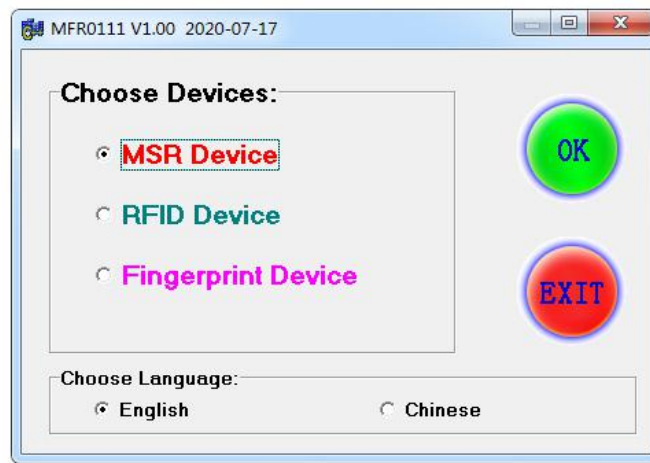 MFR0111 V1.00 2020-07-17
Choose Devices:
MSR Device
OK
RFID Device
Fingerprint Device
EXIT
Choose Language:
English Chinese